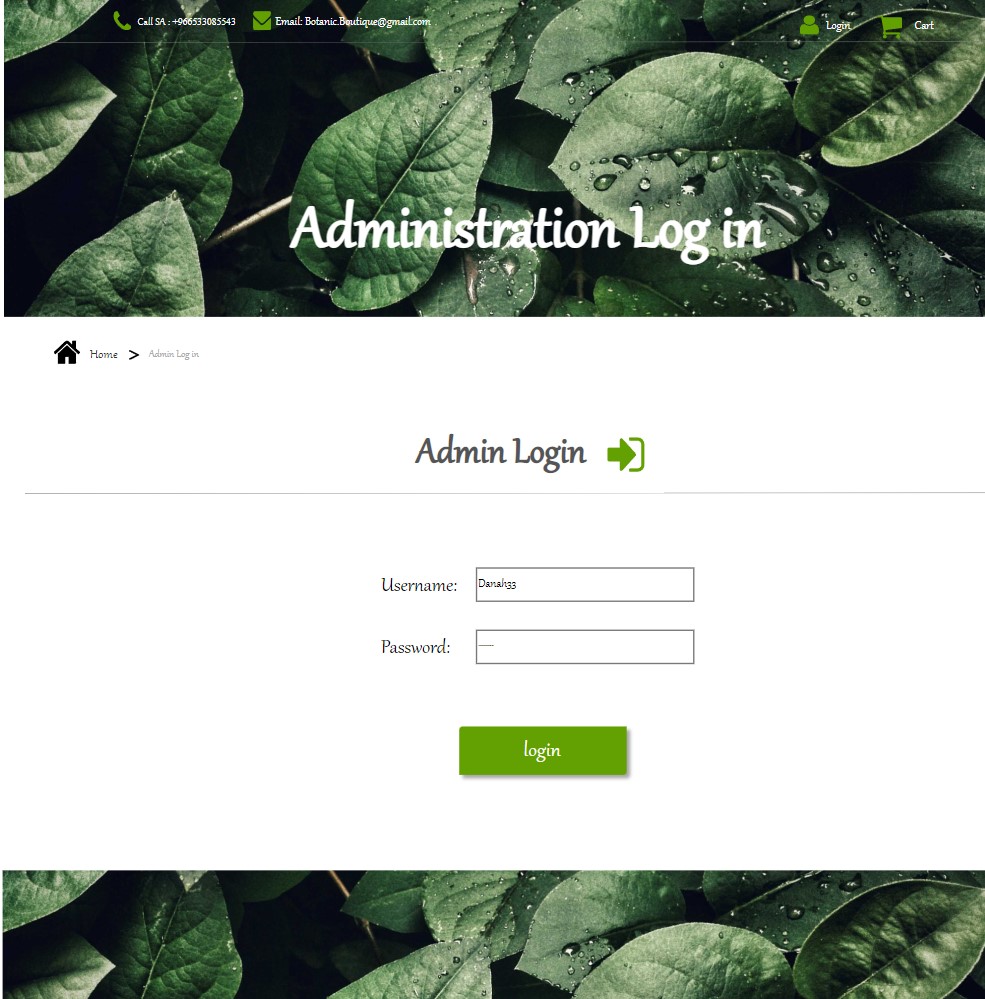 Call SA : +966533085543 Email: Botanic.Boutique@gmail.com Login Cart
Administration Log in
Home > Admin Log in
Admin Login
Username: Danah33
Password:
login